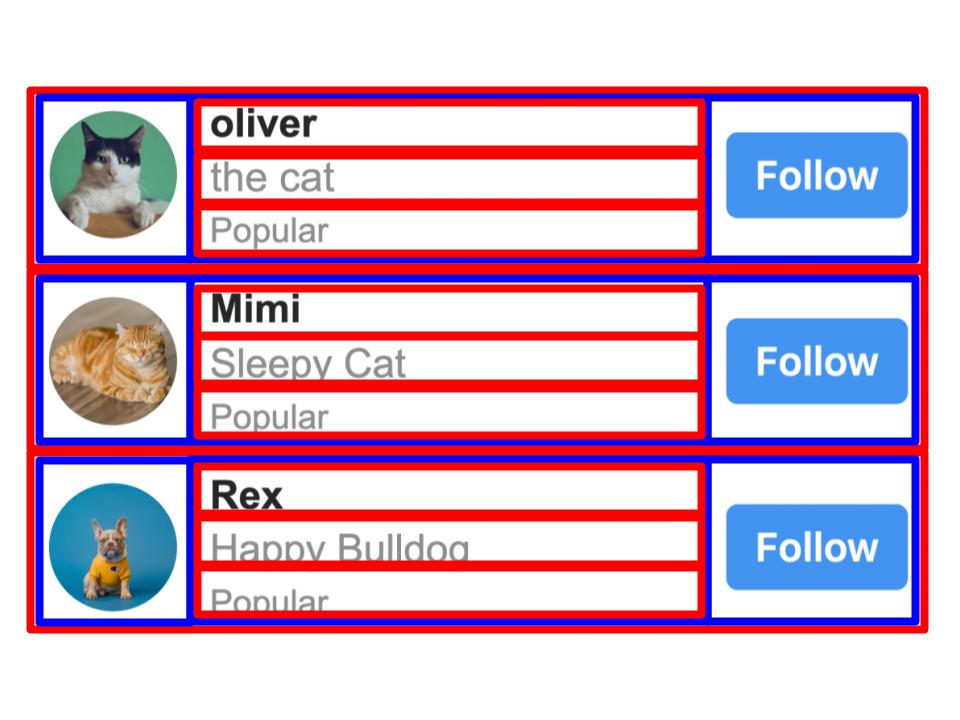 oliver
the cat
Popular
Follow
Mimi
Sleepy Cat
Popular
Follow
Rex
Happy Bulldog
Popular
Follow